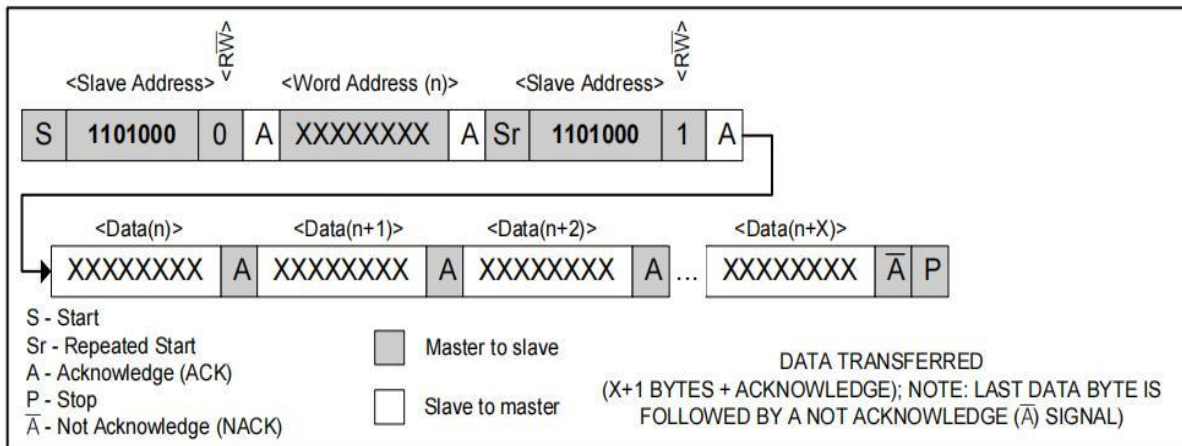 <RW̅> <RW̅>
<Slave Address> <Word Address (n)> <Slave Address>
S 1101000 0 A XXXXXXXX A Sr 1101000 1 A
<Data(n)> <Data(n+1)> <Data(n+2)> <Data(n+X)>
XXXXXXXX A XXXXXXXX A XXXXXXXX A ... XXXXXXXX A̅ P
S - Start
Sr - Repeated Start
A - Acknowledge (ACK)
P - Stop
A̅ - Not Acknowledge (NACK)
Master to slave
Slave to master
DATA TRANSFERRED
(X+1 BYTES + ACKNOWLEDGE); NOTE: LAST DATA BYTE IS
FOLLOWED BY A NOT ACKNOWLEDGE (A̅) SIGNAL)